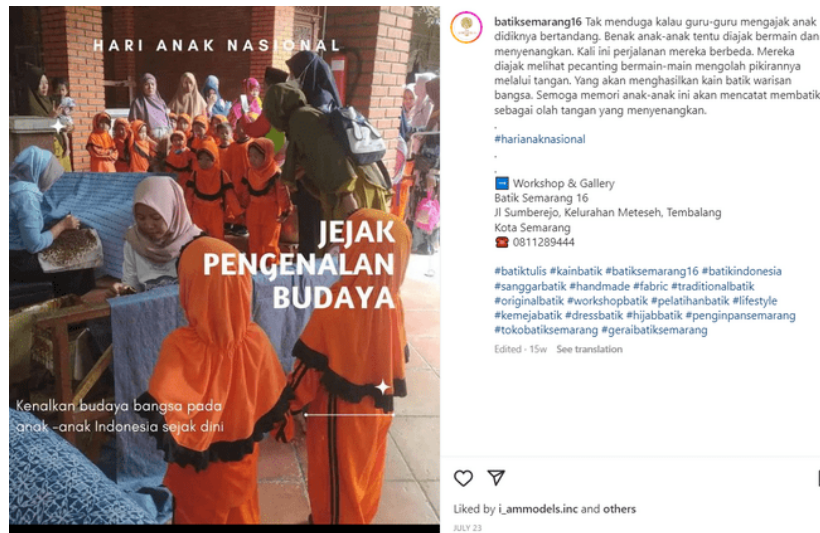 HARI ANAK NASIONAL
JEJAK
PENGENALAN
BUDAYA
Kenalkan budaya bangsa pada
anak -anak Indonesia sejak dini
batiksemarang16 Tak menduga kalau guru-guru mengajak anak
didiknya bertandang. Benak anak-anak tentu diajak bermain dan
menyenangkan. Kali ini perjalanan mereka berbeda. Mereka
diajak melihat pecanting bermain-main mengolah pikirannya
melalui tangan. Yang akan menghasilkan kain batik warisan
bangsa. Semoga memori anak-anak ini akan mencatat membatik
sebagai olah tangan yang menyenangkan.
.
#harianaknasional
.
.
Workshop & Gallery
Batik Semarang 16
Jl Sumberejo, Kelurahan Meteseh, Tembalang
Kota Semarang
☎️ 0811289444
#batiktulis #kainbatik #batiksemarang16 #batikindonesia
#sanggarbatik #handmade #fabric #traditionalbatik
#originalbatik #workshopbatik #pelatihanbatik #lifestyle
#kemejabatik #dressbatik #hijabbatik #penginpansemarang
#tokobatiksemarang #geraibatiksemarang
Edited · 15w See translation
Liked by i_ammodels.inc and others
JULY 23